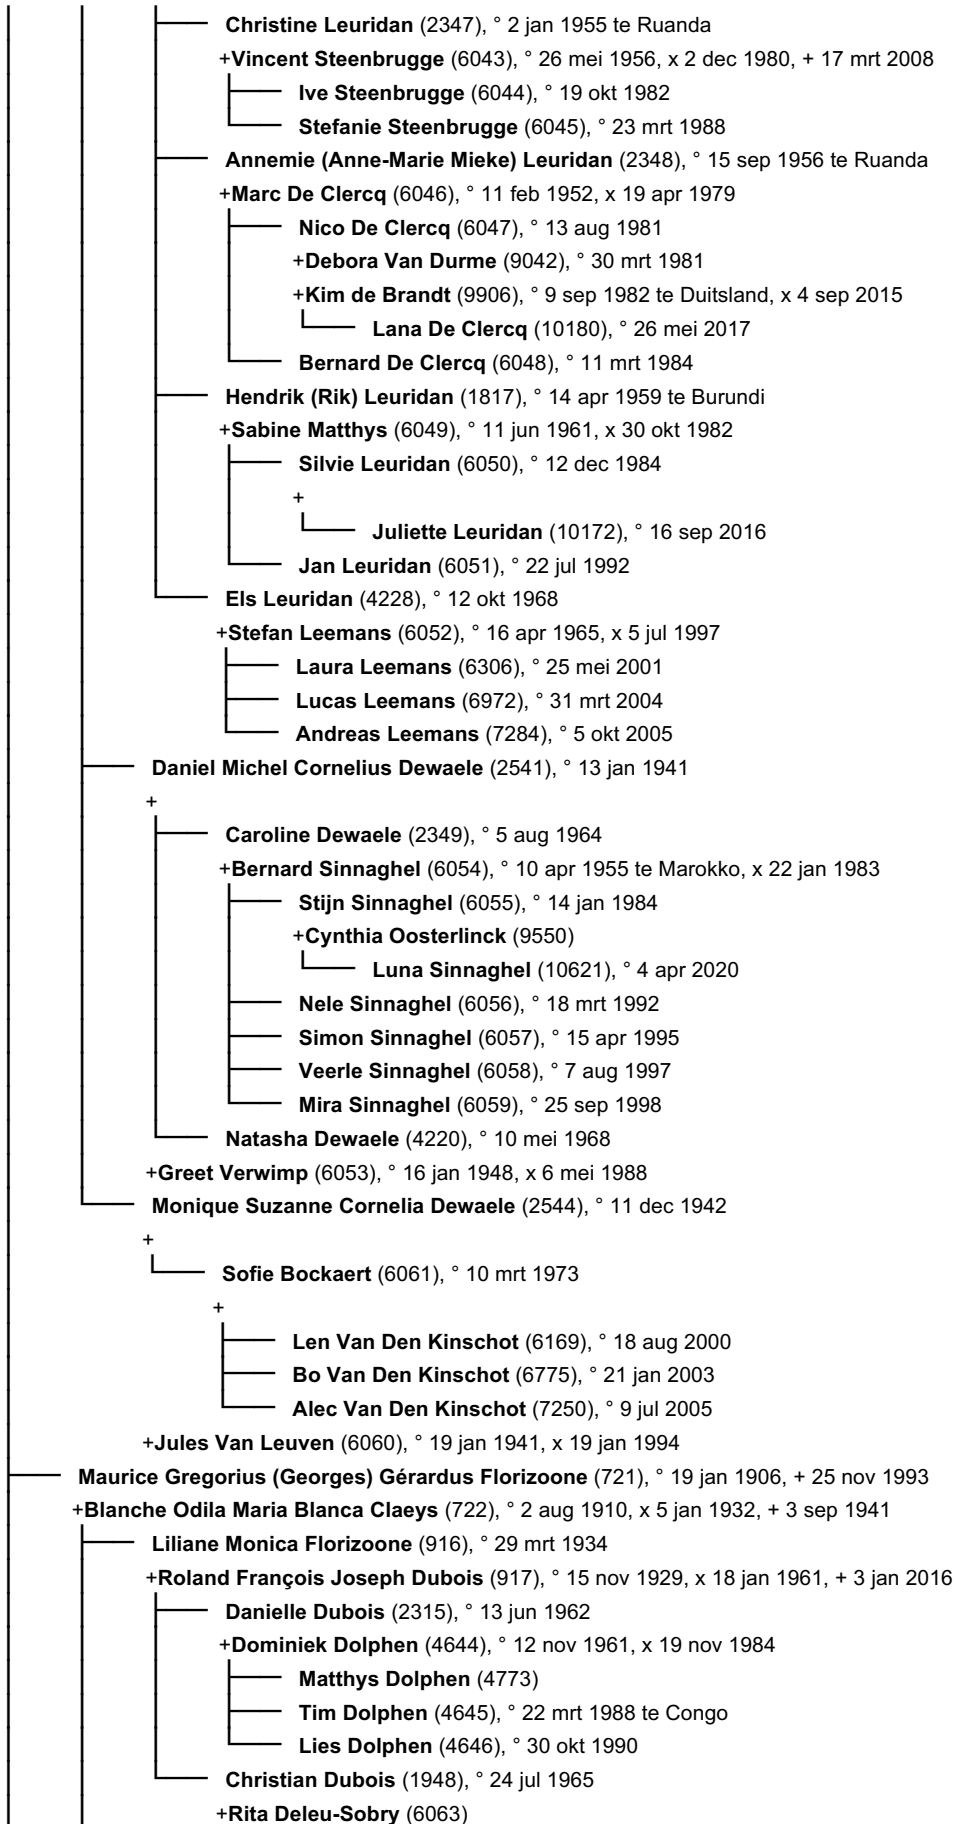 Christine Leuridan (2347), ° 2 jan 1955 te Ruanda
+Vincent Steenbrugge (6043), ° 26 mei 1956, x 2 dec 1980, + 17 mrt 2008
Ive Steenbrugge (6044), ° 19 okt 1982
Stefanie Steenbrugge (6045), ° 23 mrt 1988
Annemie (Anne-Marie Mieke) Leuridan (2348), ° 15 sep 1956 te Ruanda
+Marc De Clercq (6046), ° 11 feb 1952, x 19 apr 1979
Nico De Clercq (6047), ° 13 aug 1981
+Debora Van Durme (9042), ° 30 mrt 1981
+Kim de Brandt (9906), ° 9 sep 1982 te Duitsland, x 4 sep 2015
Lana De Clercq (10180), ° 26 mei 2017
Bernard De Clercq (6048), ° 11 mrt 1984
Hendrik (Rik) Leuridan (1817), ° 14 apr 1959 te Burundi
+Sabine Matthys (6049), ° 11 jun 1961, x 30 okt 1982
Silvie Leuridan (6050), ° 12 dec 1984
+
Juliette Leuridan (10172), ° 16 sep 2016
Jan Leuridan (6051), ° 22 jul 1992
Els Leuridan (4228), ° 12 okt 1968
+Stefan Leemans (6052), ° 16 apr 1965, x 5 jul 1997
Laura Leemans (6306), ° 25 mei 2001
Lucas Leemans (6972), ° 31 mrt 2004
Andreas Leemans (7284), ° 5 okt 2005
Daniel Michel Cornelius Dewaele (2541), ° 13 jan 1941
+
Caroline Dewaele (2349), ° 5 aug 1964
+Bernard Sinnaghel (6054), ° 10 apr 1955 te Marokko, x 22 jan 1983
Stijn Sinnaghel (6055), ° 14 jan 1984
+Cynthia Oosterlinck (9550)
Luna Sinnaghel (10621), ° 4 apr 2020
Nele Sinnaghel (6056), ° 18 mrt 1992
Simon Sinnaghel (6057), ° 15 apr 1995
Veerle Sinnaghel (6058), ° 7 aug 1997
Mira Sinnaghel (6059), ° 25 sep 1998
Natasha Dewaele (4220), ° 10 mei 1968
+Greet Verwimp (6053), ° 16 jan 1948, x 6 mei 1988
Monique Suzanne Cornelia Dewaele (2544), ° 11 dec 1942
+
Sofie Bockaert (6061), ° 10 mrt 1973
+
Len Van Den Kinschot (6169), ° 18 aug 2000
Bo Van Den Kinschot (6775), ° 21 jan 2003
Alec Van Den Kinschot (7250), ° 9 jul 2005
+Jules Van Leuven (6060), ° 19 jan 1941, x 19 jan 1994
Maurice Gregorius (Georges) Gérardus Florizoone (721), ° 19 jan 1906, + 25 nov 1993
+Blanche Odila Maria Blanca Claeys (722), ° 2 aug 1910, x 5 jan 1932, + 3 sep 1941
Liliane Monica Florizoone (916), ° 29 mrt 1934
+Roland François Joseph Dubois (917), ° 15 nov 1929, x 18 jan 1961, + 3 jan 2016
Danielle Dubois (2315), ° 13 jun 1962
+Dominiek Dolphen (4644), ° 12 nov 1961, x 19 nov 1984
Matthys Dolphen (4773)
Tim Dolphen (4645), ° 22 mrt 1988 te Congo
Lies Dolphen (4646), ° 30 okt 1990
Christian Dubois (1948), ° 24 jul 1965
+Rita Deleu-Sobry (6063)